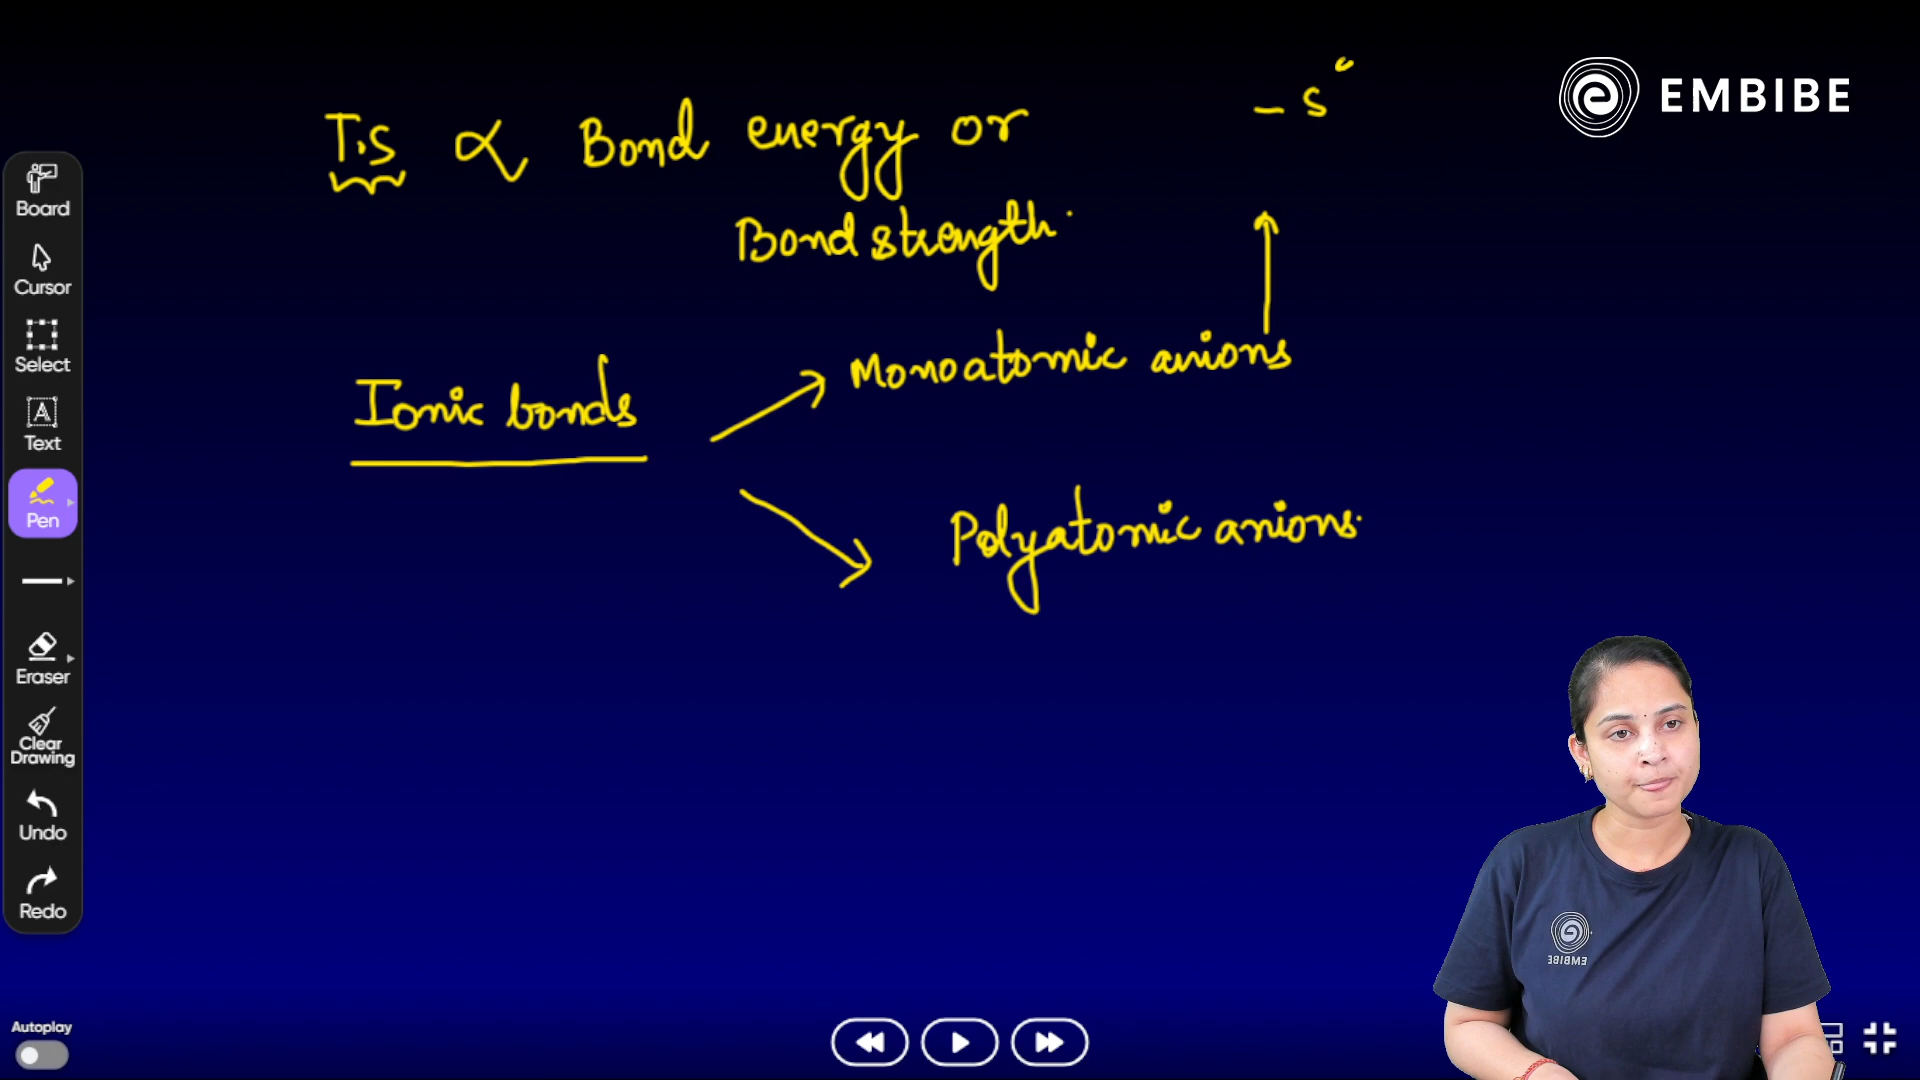 EMBIBE
T.S ∝ Bond energy or
Bond strength.
Ionic bonds
Monoatomic anions
Polyatomic anions.
- S
Board
Cursor
Select
Text
Pen
Eraser
Clear
Drawing
Undo
Redo
Autoplay
EMBIBE